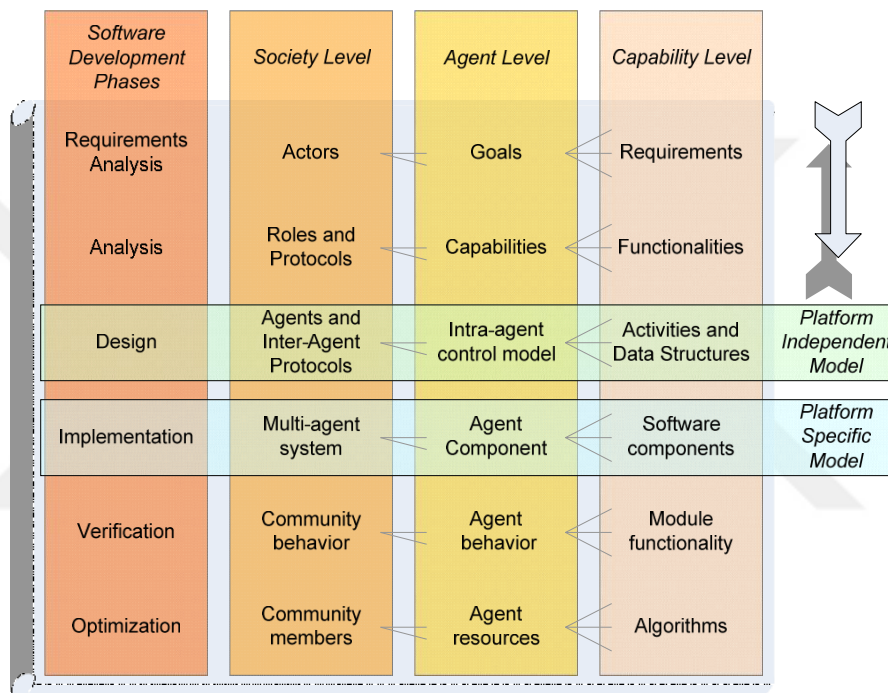 Software
Development
Phases
Society Level
Agent Level
Capability Level
Requirements
Analysis
Actors
Goals
Requirements
Analysis
Roles and
Protocols
Capabilities
Functionalities
Design
Agents and
Inter-Agent
Protocols
Intra-agent
control model
Activities and
Data Structures
Platform
Independent
Model
Implementation
Multi-agent
system
Agent
Component
Software
components
Platform
Specific
Model
Verification
Community
behavior
Agent
behavior
Module
functionality
Optimization
Community
members
Agent
resources
Algorithms